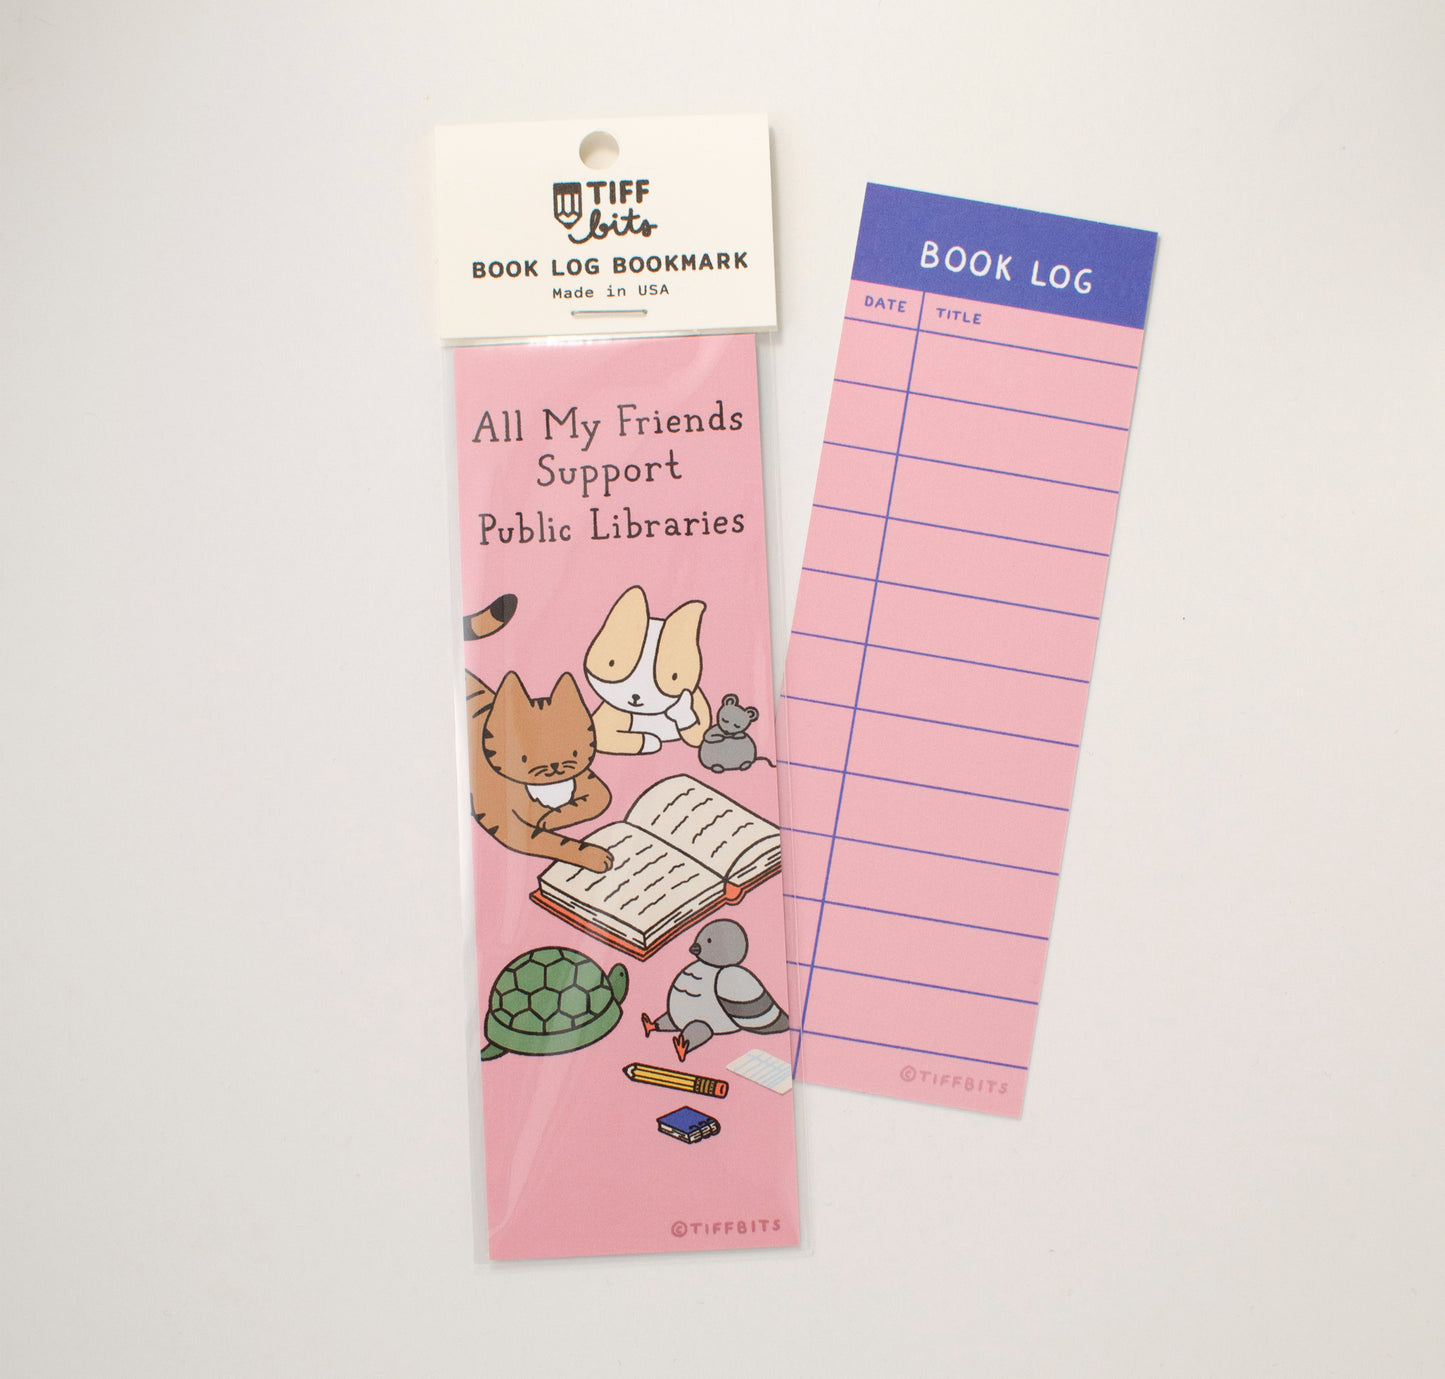 TIFF
bits
BOOK LOG BOOKMARK
Made in USA
All My Friends
Support
Public Libraries
©TIFFBITS
BOOK LOG
DATE TITLE
©TIFFBITS